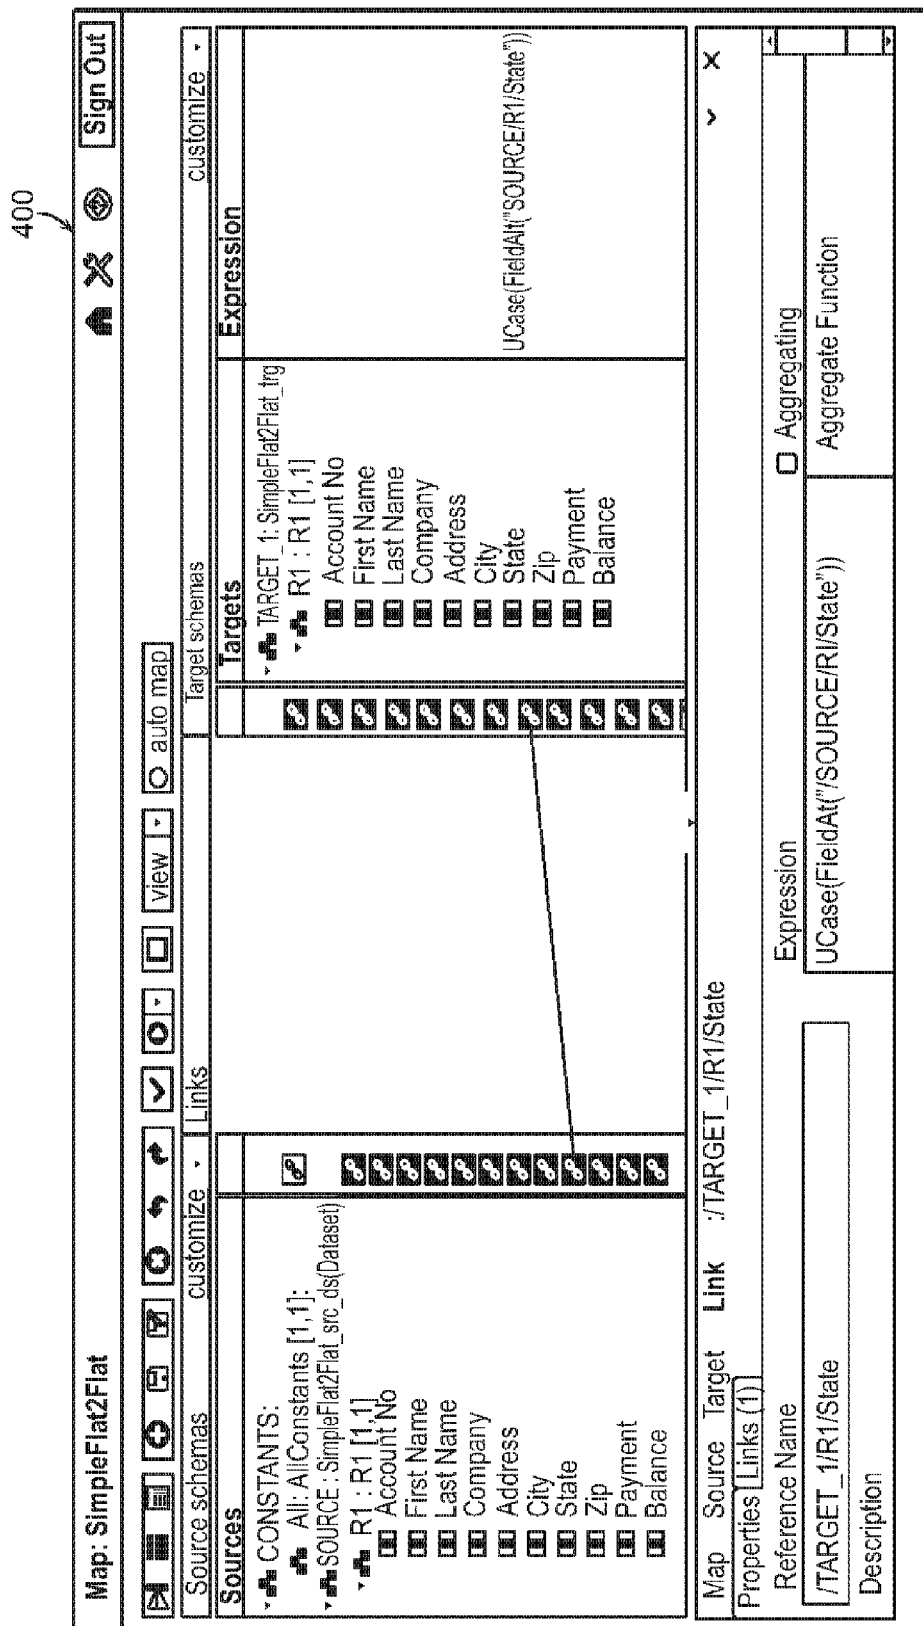 400
Map: SimpleFlat2Flat
Sign Out
view
auto map
Source schemas
customize
Links
Target schemas
customize
Sources
CONSTANTS:
All: AllConstants [1,1]:
SOURCE : SimpleFlat2Flat_src_ds(Dataset)
R1 : R1 [1,1]
Account No
First Name
Last Name
Company
Address
City
State
Zip
Payment
Balance
Targets
TARGET_1: SimpleFlat2Flat_trg
R1 : R1 [1,1]
Account No
First Name
Last Name
Company
Address
City
State
Zip
Payment
Balance
Expression
UCase(FieldAlt("SOURCE/R1/State"))
Map Source Target Link :/TARGET_1/R1/State
Properties Links (1)
Reference Name
/TARGET_1/R1/State
Description
Expression
UCase(FieldAt("/SOURCE/RI/State"))
Aggregating
Aggregate Function